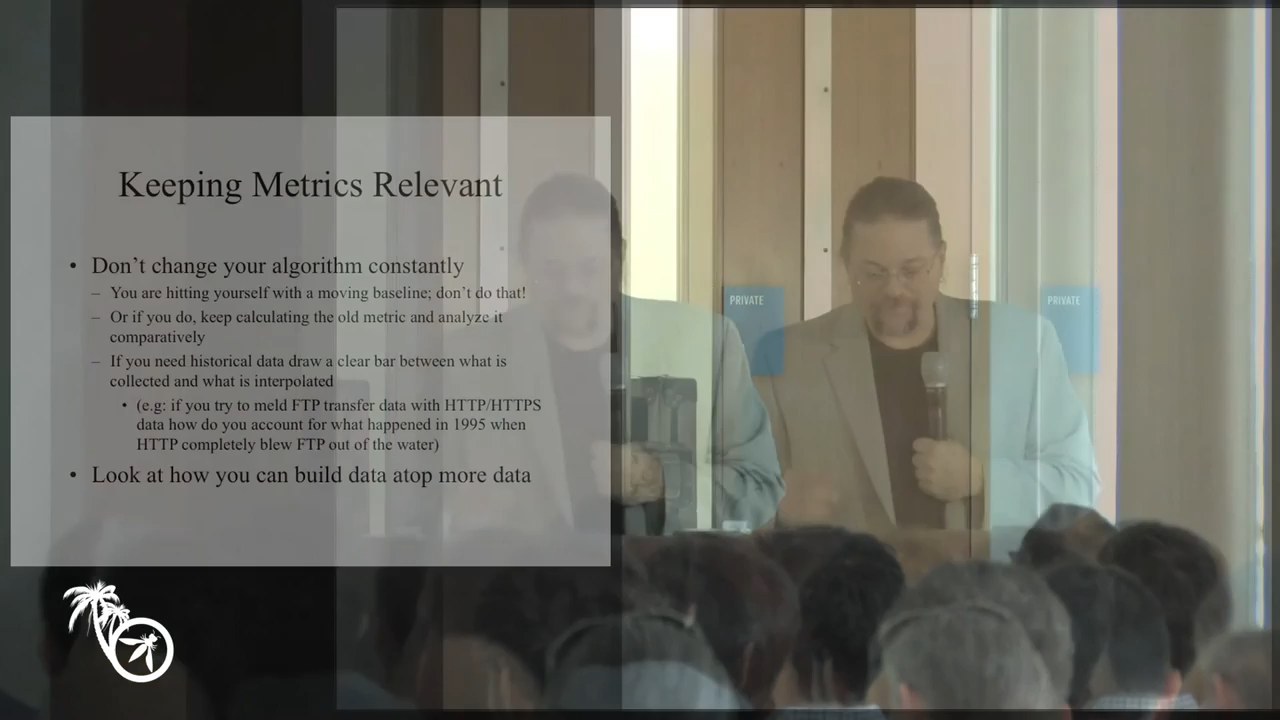 Keeping Metrics Relevant
• Don’t change your algorithm constantly
– You are hitting yourself with a moving baseline; don’t do that!
– Or if you do, keep calculating the old metric and analyze it
comparatively
– If you need historical data draw a clear bar between what is
collected and what is interpolated
• (e.g: if you try to meld FTP transfer data with HTTP/HTTPS
data how do you account for what happened in 1995 when
HTTP completely blew FTP out of the water)
• Look at how you can build data atop more data
PRIVATE
PRIVATE